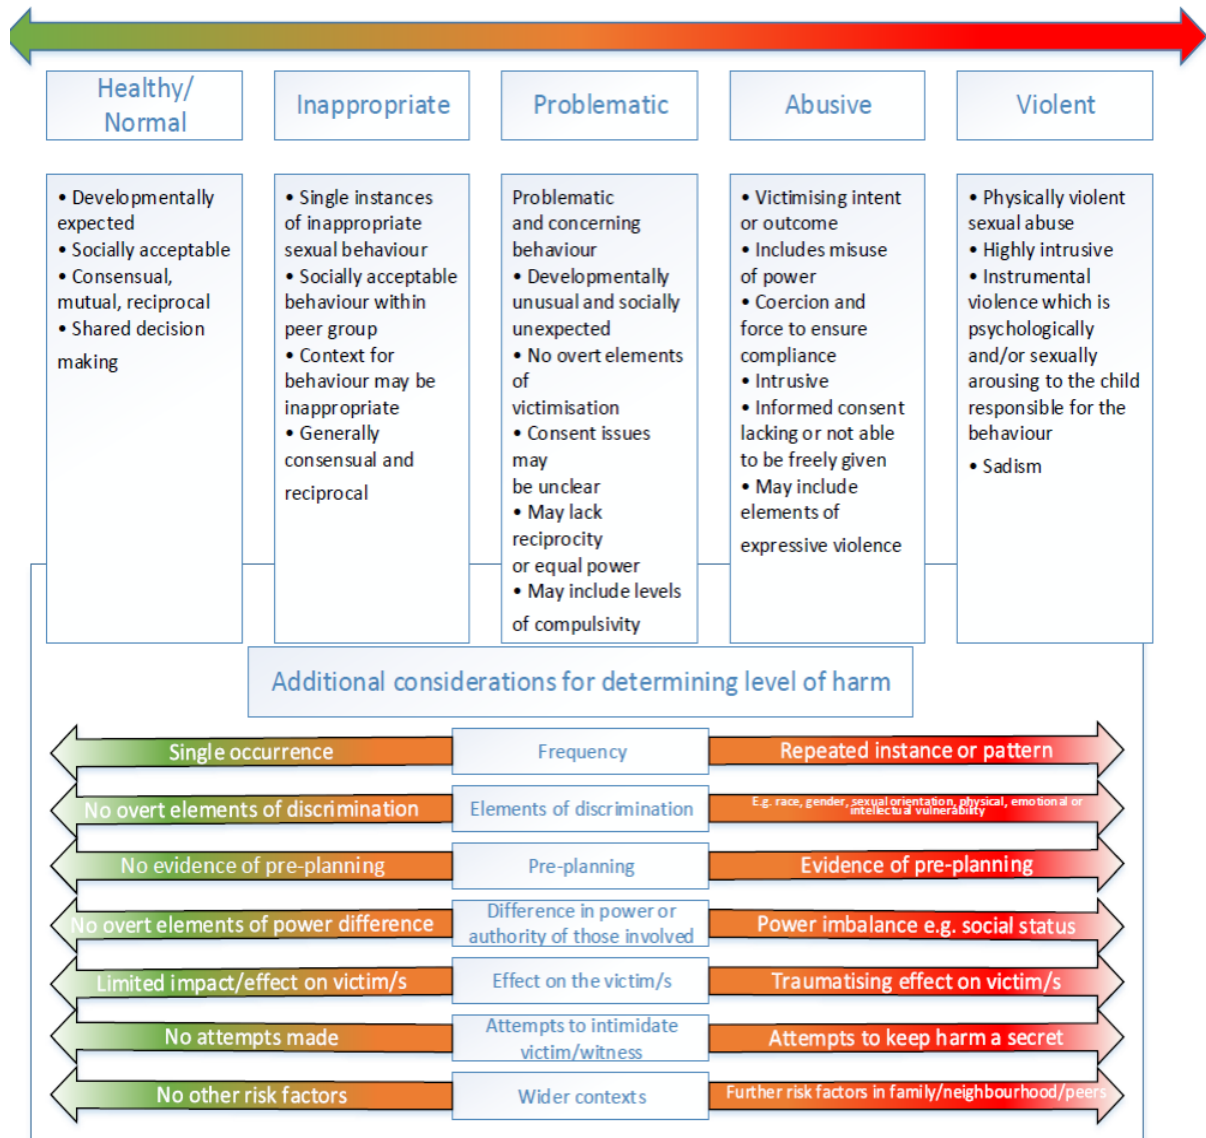 Healthy/
Normal
Inappropriate
Problematic
Abusive
Violent
• Developmentally
expected
• Socially acceptable
• Consensual,
mutual, reciprocal
• Shared decision
making
• Single instances
of inappropriate
sexual behaviour
• Socially acceptable
behaviour within
peer group
• Context for
behaviour may be
inappropriate
• Generally
consensual and
reciprocal
Problematic
and concerning
behaviour
• Developmentally
unusual and socially
unexpected
• No overt elements
of
victimisation
• Consent issues
may
be unclear
• May lack
reciprocity
or equal power
• May include levels
of compulsivity
• Victimising intent
or outcome
• Includes misuse
of power
• Coercion and
force to ensure
compliance
• Intrusive
• Informed consent
lacking or not able
to be freely given
• May include
elements of
expressive violence
• Physically violent
sexual abuse
• Highly intrusive
• Instrumental
violence which is
psychologically
and/or sexually
arousing to the child
responsible for the
behaviour
• Sadism
Additional considerations for determining level of harm
Single occurrence
Frequency
Repeated instance or pattern
No overt elements of discrimination
Elements of discrimination
E.g. race, gender, sexual orientation, physical, emotional or
intellectual vulnerability
No evidence of pre-planning
Pre-planning
Evidence of pre-planning
No overt elements of power difference
Difference in power or
authority of those involved
Power imbalance e.g. social status
Limited impact/effect on victim/s
Effect on the victim/s
Traumatising effect on victim/s
No attempts made
Attempts to intimidate
victim/witness
Attempts to keep harm a secret
No other risk factors
Wider contexts
Further risk factors in family/neighbourhood/peers